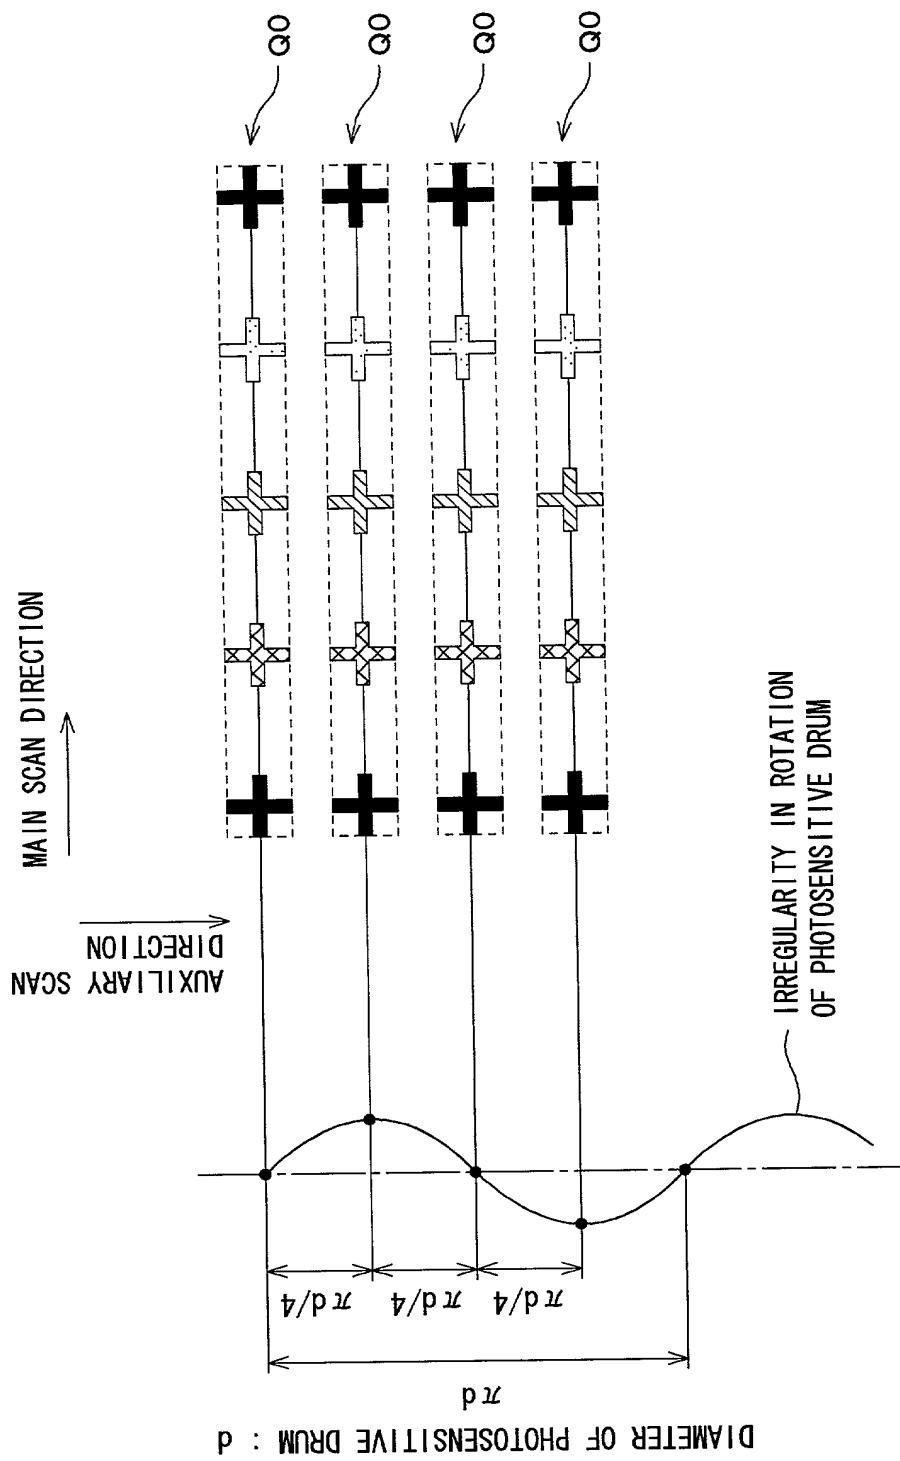 Q0
Q0
Q0
Q0
MAIN SCAN DIRECTION
AUXILIARY SCAN
DIRECTION
IRREGULARITY IN ROTATION
OF PHOTOSENSITIVE DRUM
πd/4
πd/4
πd/4
πd
DIAMETER OF PHOTOSENSITIVE DRUM : d